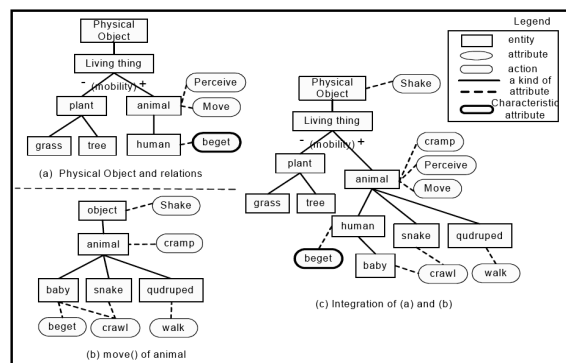 Physical
Object
Living thing
- (mobility) +
plant
animal
Perceive
Move
grass
tree
human
beget
(a) Physical Object and relations
object
Shake
animal
cramp
baby
snake
qudruped
beget
crawl
walk
(b) move() of animal
Physical
Object
Shake
Living thing
- (mobility) +
cramp
Perceive
Move
plant
animal
grass
tree
human
snake
qudruped
beget
baby
crawl
walk
(c) Integration of (a) and (b)
Legend
entity
attribute
action
a kind of
attribute
Characteristic
attribute